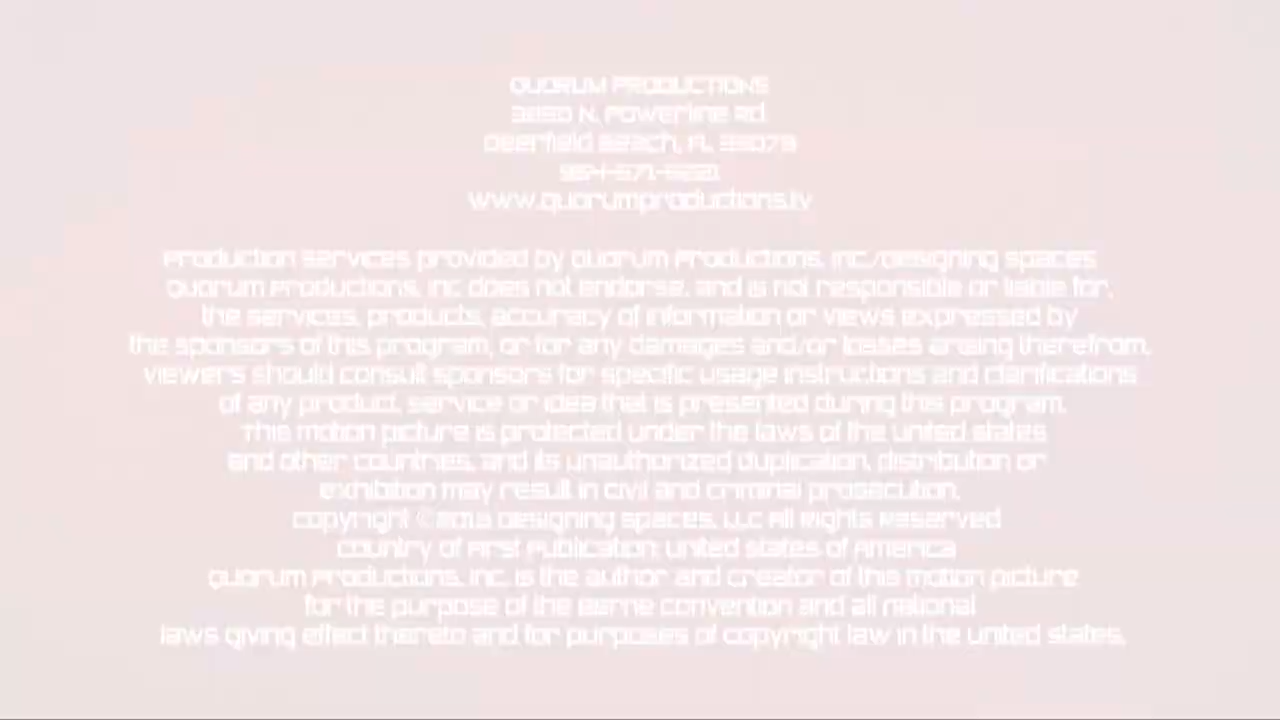 QUORUM PRODUCTIONS
3850 N. Powerline Rd.
Deerfield Beach, FL 33073
www.quorumproductions.tv
Production Services provided by Quorum Productions, Inc./Designing Spaces
Quorum Productions, Inc does not endorse, and is not responsible or liable for,
the services, products, accuracy of information or views expressed by
the sponsors of this program, or for any damages and/or losses arising therefrom.
Viewers should consult sponsors for specific usage instructions and clarifications
of any product, service or idea that is presented during this program.
This motion picture is protected under the laws of the United States
and other countries, and its unauthorized duplication, distribution or
exhibition may result in civil and criminal prosecution.
Copyright ©2013 Designing Spaces, LLC All Rights Reserved
Country of First Publication: United States of America
Quorum Productions, Inc. is the author and creator of this motion picture
for the purpose of the Berne convention and all national
laws giving effect thereto and for purposes of copyright law in the United States.